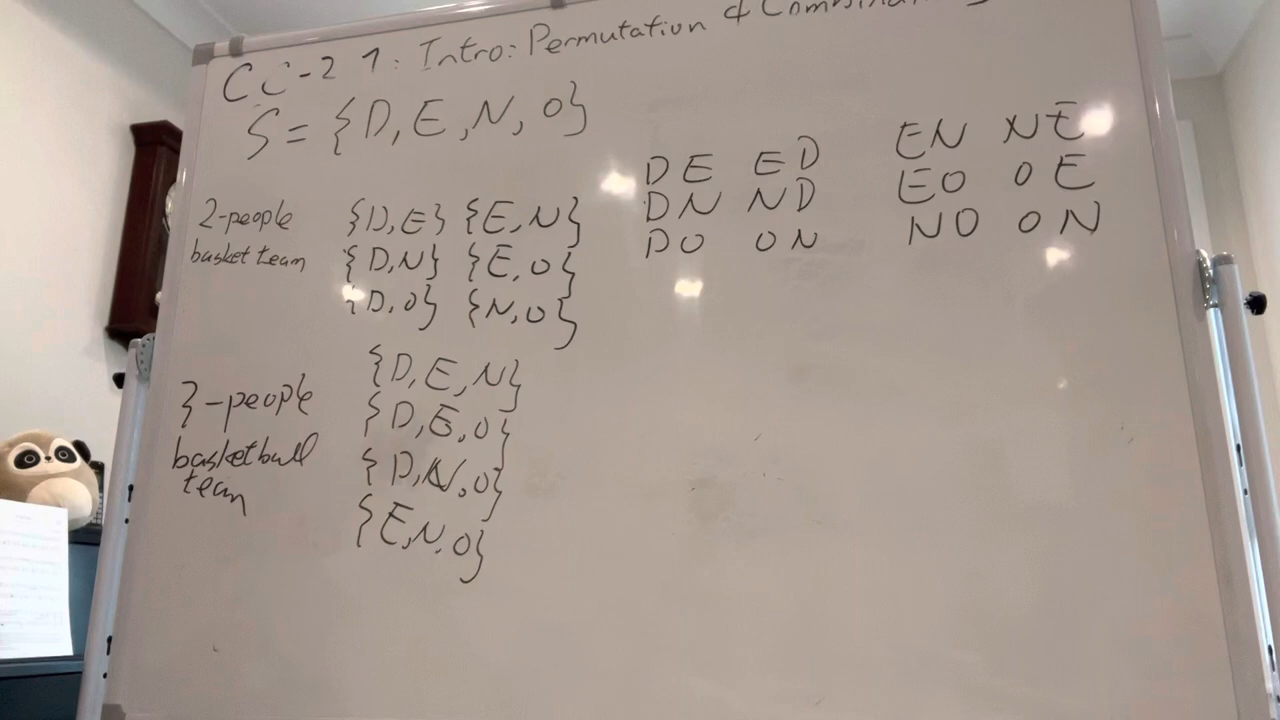 CC-2 1: Intro: Permutation &
S = {D, E, N, O}
2-people
basket team
{D, E} {E, N}
{D, N} {E, O}
{D, O} {N, O}
DE ED
DN ND
DO ON
EN NE
EO OE
NO ON
3-people
basketball
team
{D, E, N}
{D, E, O}
{D, N, O}
{E, N, O}